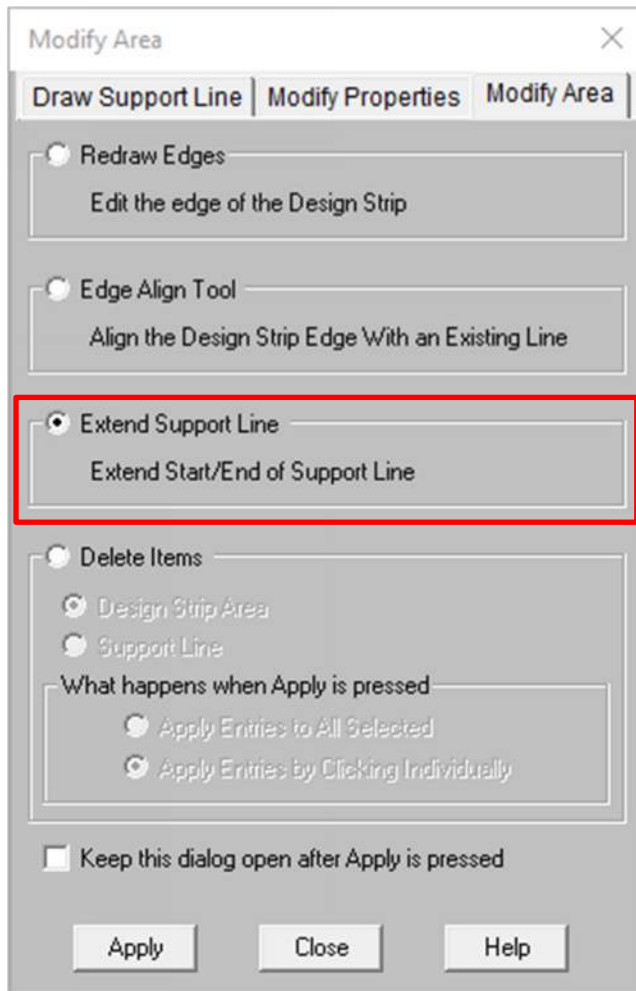 Modify Area
Draw Support Line Modify Properties Modify Area
Redraw Edges
Edit the edge of the Design Strip
Edge Align Tool
Align the Design Strip Edge With an Existing Line
Extend Support Line
Extend Start/End of Support Line
Delete Items
Design Strip Area
Support Line
What happens when Apply is pressed
Apply Entries to All Selected
Apply Entries by Clicking Individually
Keep this dialog open after Apply is pressed
Apply Close Help